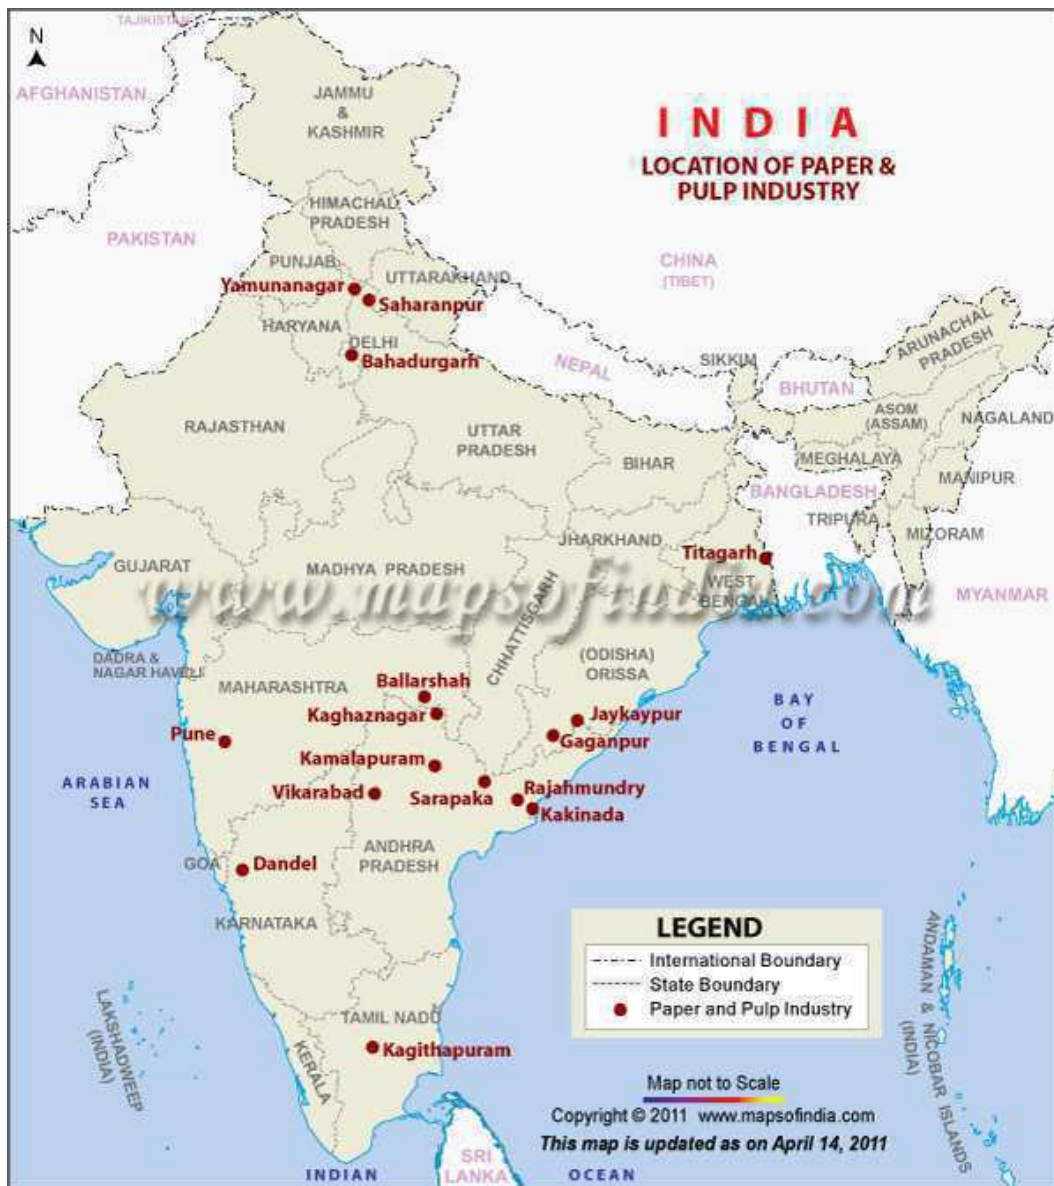 TAJIKISTAN
N
AFGHANISTAN
JAMMU
&
KASHMIR
INDIA
LOCATION OF PAPER &
PULP INDUSTRY
HIMACHAL
PRADESH
PAKISTAN
PUNJAB
UTTARAKHAND
CHINA
(TIBET)
Yamunanagar
Saharanpur
HARYANA
DELHI
Bahadurgarh
NEPAL
SIKKIM
BHUTAN
ARUNACHAL
PRADESH
RAJASTHAN
UTTAR
PRADESH
BIHAR
ASOM
(ASSAM)
NAGALAND
MEGHALAYA
MANIPUR
BANGLADESH
TRIPURA
MIZORAM
JHARKHAND
Titagarh
GUJARAT
MADHYA PRADESH
WEST
BENGAL
MYANMAR
www.mapsofindia.com
CHHATTISGARH
DADRA &
NAGAR HAVELI
MAHARASHTRA
(ODISHA)
ORISSA
Ballarshah
Kaghaznagar
Jaykaypur
Gaganpur
Pune
Kamalapuram
Vikarabad
Sarapaka
Rajahmundry
Kakinada
BAY
OF
BENGAL
ARABIAN
SEA
GOA
Dandel
ANDHRA
PRADESH
KARNATAKA
LEGEND
International Boundary
State Boundary
Paper and Pulp Industry
LAKSHADWEEP
(INDIA)
ANDAMAN & NICOBAR ISLANDS
(INDIA)
TAMIL NADU
KERALA
Kagithapuram
Map not to Scale
Copyright © 2011 www.mapsofindia.com
This map is updated as on April 14, 2011
SRI
LANKA
INDIAN OCEAN